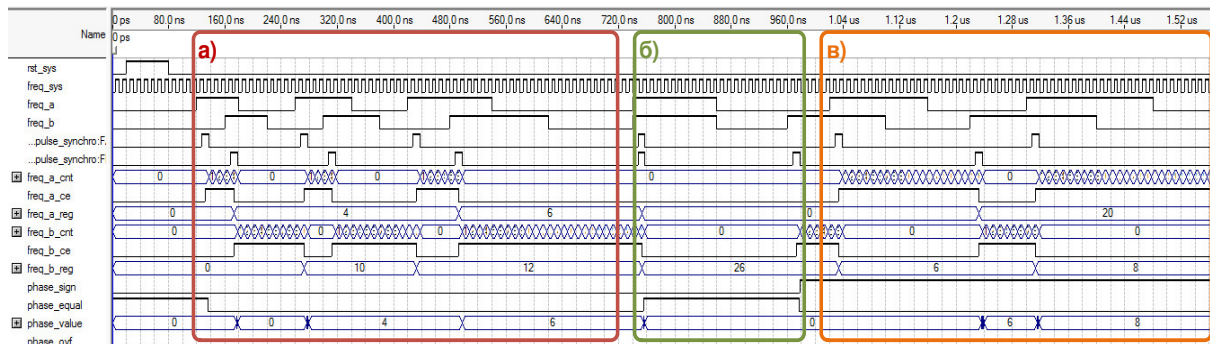 Name
0 ps 80.0 ns 160.0 ns 240.0 ns 320.0 ns 400.0 ns 480.0 ns 560.0 ns 640.0 ns 720.0 ns 800.0 ns 880.0 ns 960.0 ns 1.04 us 1.12 us 1.2 us 1.28 us 1.36 us 1.44 us 1.52 us
0 ps
а) б) в)
rst_sys
freq_sys
freq_a
freq_b
...pulse_synchro:F.
...pulse_synchro:F
freq_a_cnt 0 0 0 0 0
freq_a_ce
freq_a_reg 0 4 6 0 20
freq_b_cnt 0 0 0 0 0 0
freq_b_ce
freq_b_reg 0 10 12 26 6 8
phase_sign
phase_equal
phase_value 0 0 4 6 0 6 8
phase_ovf